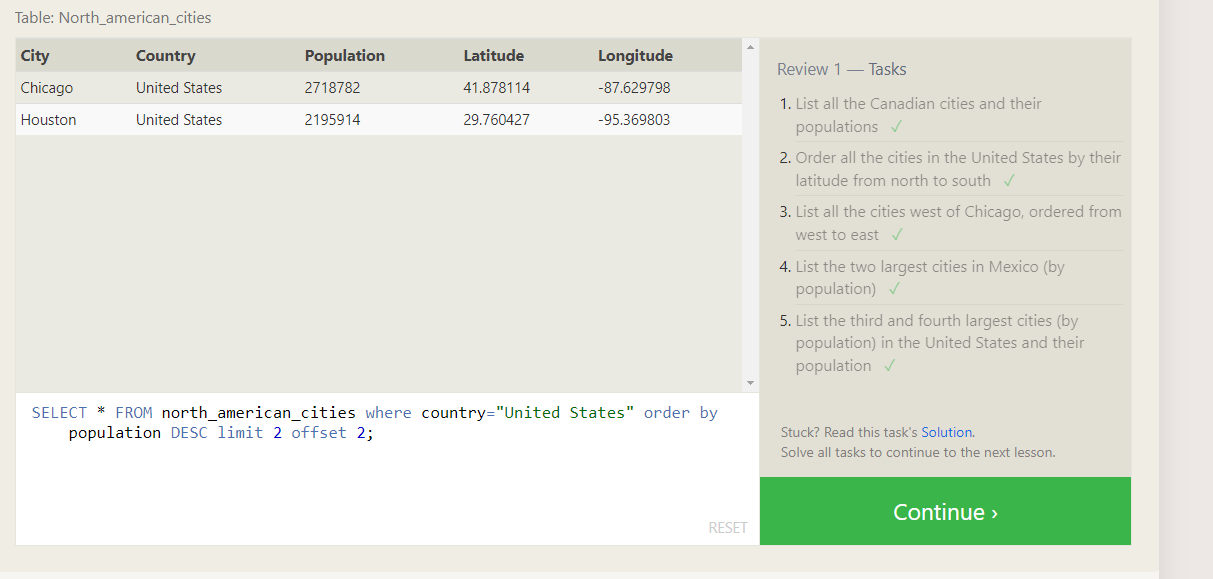 Table: North_american_cities
City Country Population Latitude Longitude
Chicago United States 2718782 41.878114 -87.629798
Houston United States 2195914 29.760427 -95.369803
SELECT * FROM north_american_cities where country="United States" order by
population DESC limit 2 offset 2;
RESET
Review 1 — Tasks
1. List all the Canadian cities and their
populations ✓
2. Order all the cities in the United States by their
latitude from north to south ✓
3. List all the cities west of Chicago, ordered from
west to east ✓
4. List the two largest cities in Mexico (by
population) ✓
5. List the third and fourth largest cities (by
population) in the United States and their
population ✓
Stuck? Read this task's Solution.
Solve all tasks to continue to the next lesson.
Continue ›